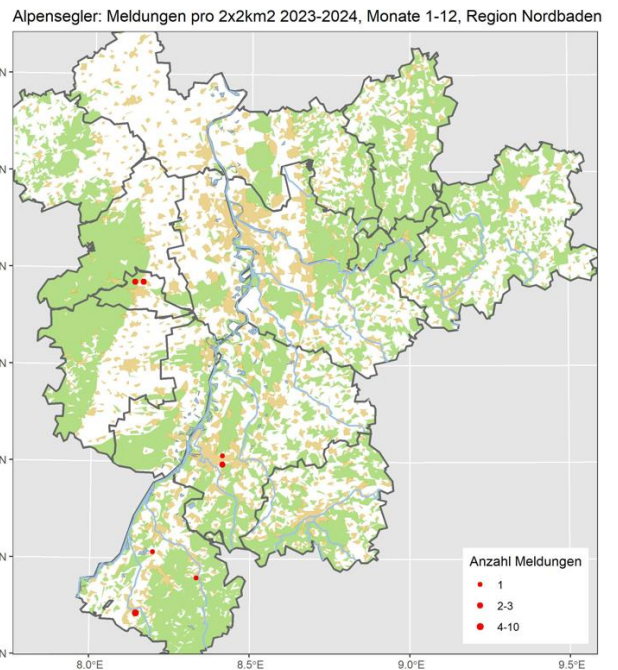 Alpensegler: Meldungen pro 2x2km2 2023-2024, Monate 1-12, Region Nordbaden
N
N
N
N
N
N
N
Anzahl Meldungen
1
2-3
4-10
8.0°E
8.5°E
9.0°E
9.5°E